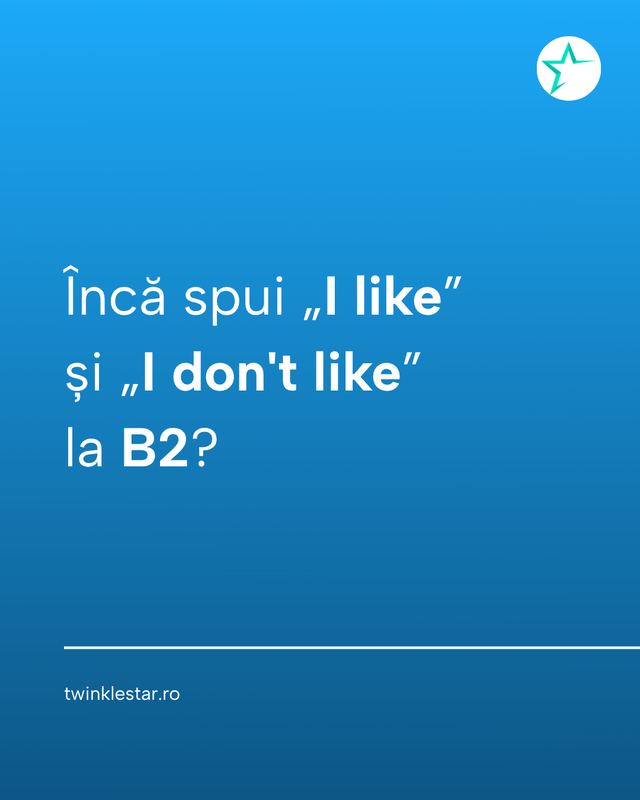 Încă spui „I like”
și „I don't like”
la B2?
twinklestar.ro